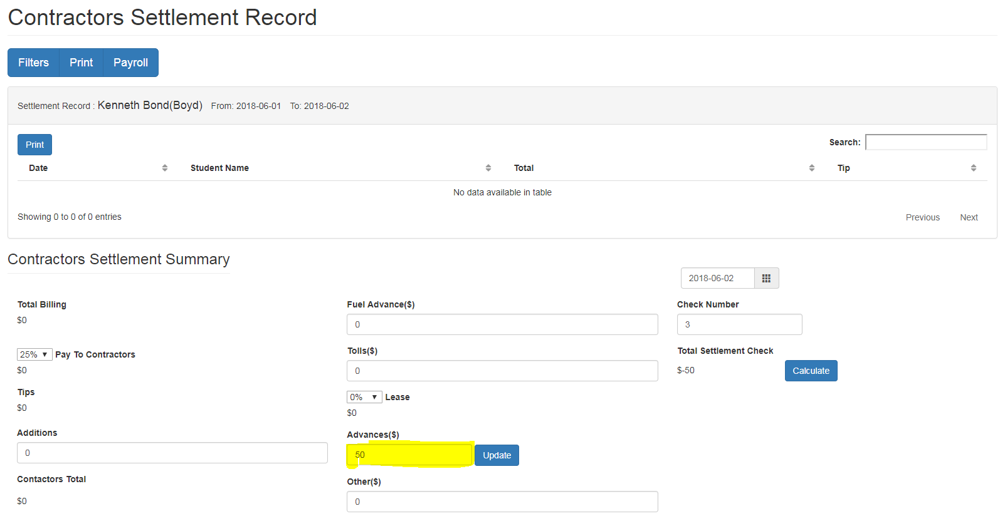 Contractors Settlement Record
Filters Print Payroll
Settlement Record : Kenneth Bond(Boyd) From: 2018-06-01 To: 2018-06-02
Print Search:
Date Student Name Total Tip
No data available in table
Showing 0 to 0 of 0 entries Previous Next
Contractors Settlement Summary
2018-06-02
Total Billing Fuel Advance($) Check Number
$0 0 3
25% Pay To Contractors Tolls($) Total Settlement Check
$0 0 $-50 Calculate
Tips 0% Lease
$0 $0
Additions Advances($)
0 50 Update
Contactors Total Other($)
$0 0